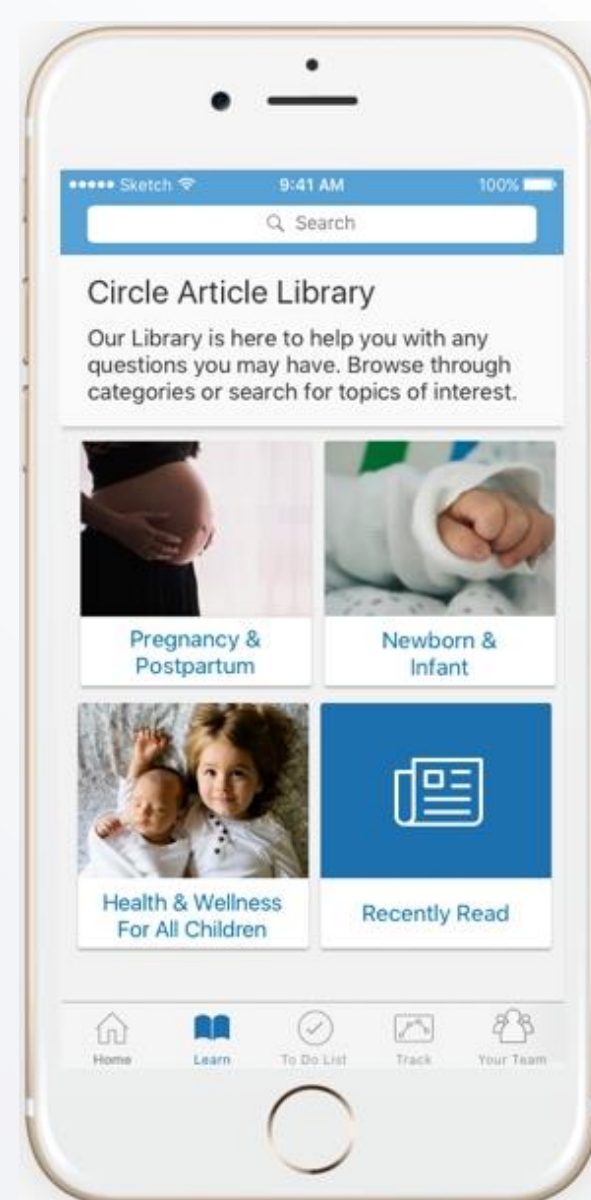 Sketch 9:41 AM 100%
Search
Circle Article Library
Our Library is here to help you with any
questions you may have. Browse through
categories or search for topics of interest.
Pregnancy &
Postpartum
Newborn &
Infant
Health & Wellness
For All Children
Recently Read
Home Learn To Do List Track Your Team